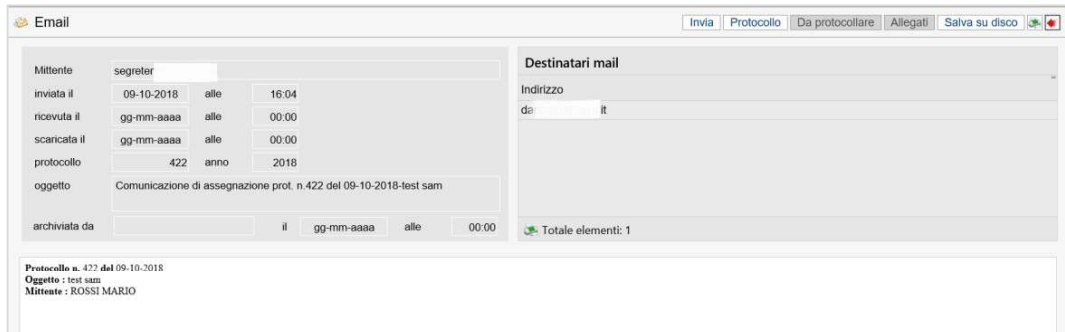 Email
Invia Protocollo Da protocollare Allegati Salva su disco
Mittente segreter
inviata il 09-10-2018 alle 16:04
ricevuta il gg-mm-aaaa alle 00:00
scaricata il gg-mm-aaaa alle 00:00
protocollo 422 anno 2018
oggetto Comunicazione di assegnazione prot. n.422 del 09-10-2018-test sam
archiviata da il gg-mm-aaaa alle 00:00
Destinatari mail
Indirizzo
da it
Totale elementi: 1
Protocollo n. 422 del 09-10-2018
Oggetto : test sam
Mittente : ROSSI MARIO